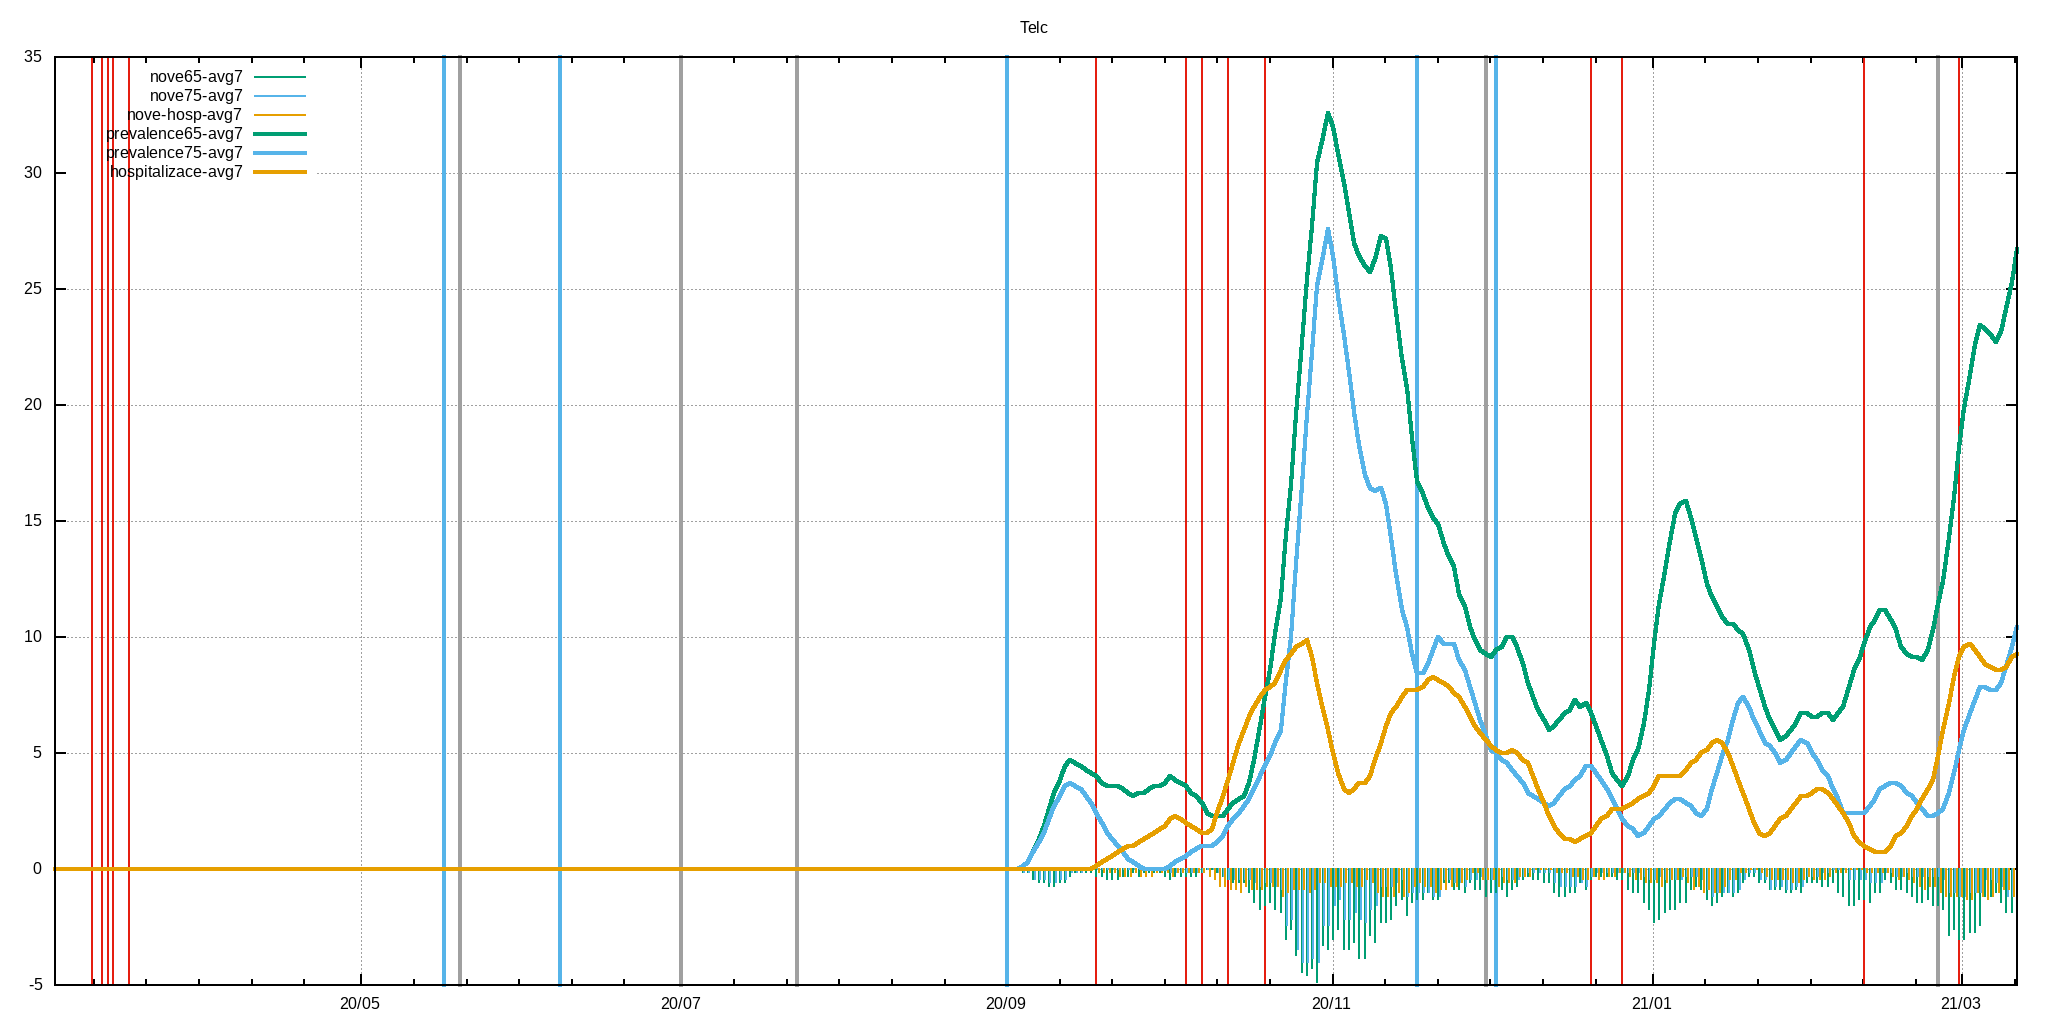 Telc
35
nove65-avg7
nove75-avg7
nove-hosp-avg7
prevalence65-avg7
prevalence75-avg7
hospitalizace-avg7
30
25
20
15
10
5
0
-5
20/05 20/07 20/09 20/11 21/01 21/03